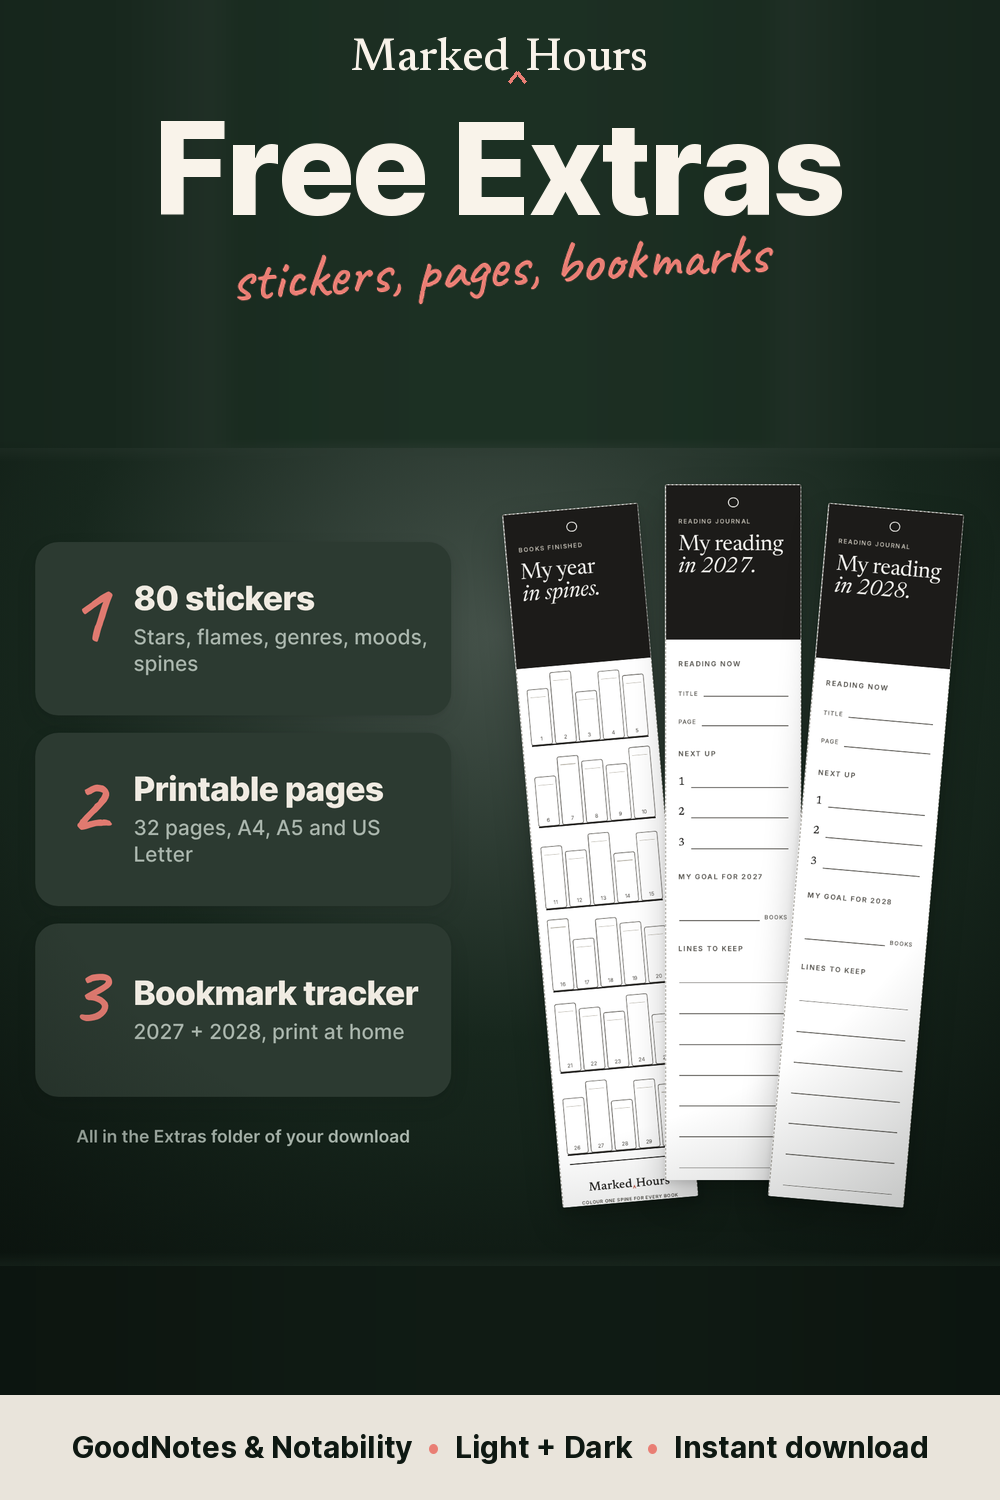 Marked‸Hours
Free Extras
stickers, pages, bookmarks
1
80 stickers
Stars, flames, genres, moods,
spines
2
Printable pages
32 pages, A4, A5 and US
Letter
3
Bookmark tracker
2027 + 2028, print at home
All in the Extras folder of your download
BOOKS FINISHED
My year
in spines.
1 2 3 4 5
6 7 8 9 10
11 12 13 14 15
16 17 18 19 20
21 22 23 24
26 27 28 29
Marked‸Hours
COLOUR ONE SPINE FOR EVERY BOOK
READING JOURNAL
My reading
in 2027.
READING NOW
TITLE
PAGE
NEXT UP
1
2
3
MY GOAL FOR 2027
BOOKS
LINES TO KEEP
READING JOURNAL
My reading
in 2028.
READING NOW
TITLE
PAGE
NEXT UP
1
2
3
MY GOAL FOR 2028
BOOKS
LINES TO KEEP
GoodNotes & Notability • Light + Dark • Instant download